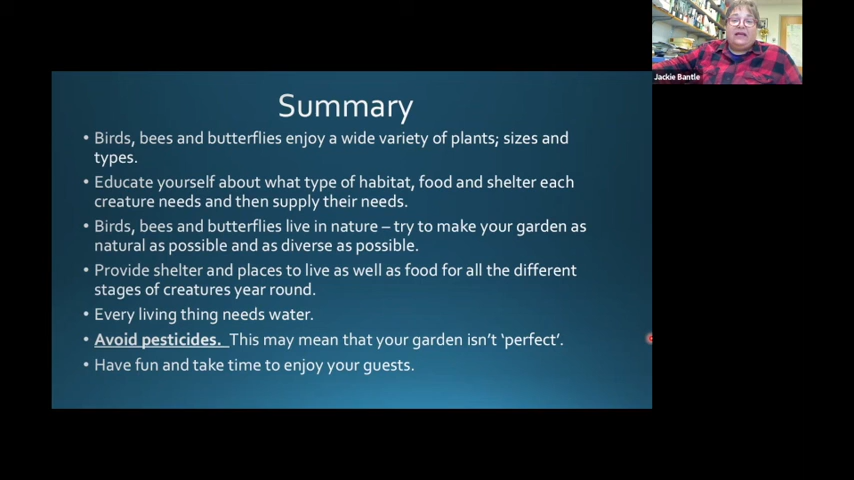 Jackie Bantle
Summary
• Birds, bees and butterflies enjoy a wide variety of plants; sizes and
types.
• Educate yourself about what type of habitat, food and shelter each
creature needs and then supply their needs.
• Birds, bees and butterflies live in nature – try to make your garden as
natural as possible and as diverse as possible.
• Provide shelter and places to live as well as food for all the different
stages of creatures year round.
• Every living thing needs water.
• Avoid pesticides. This may mean that your garden isn't 'perfect'.
• Have fun and take time to enjoy your guests.